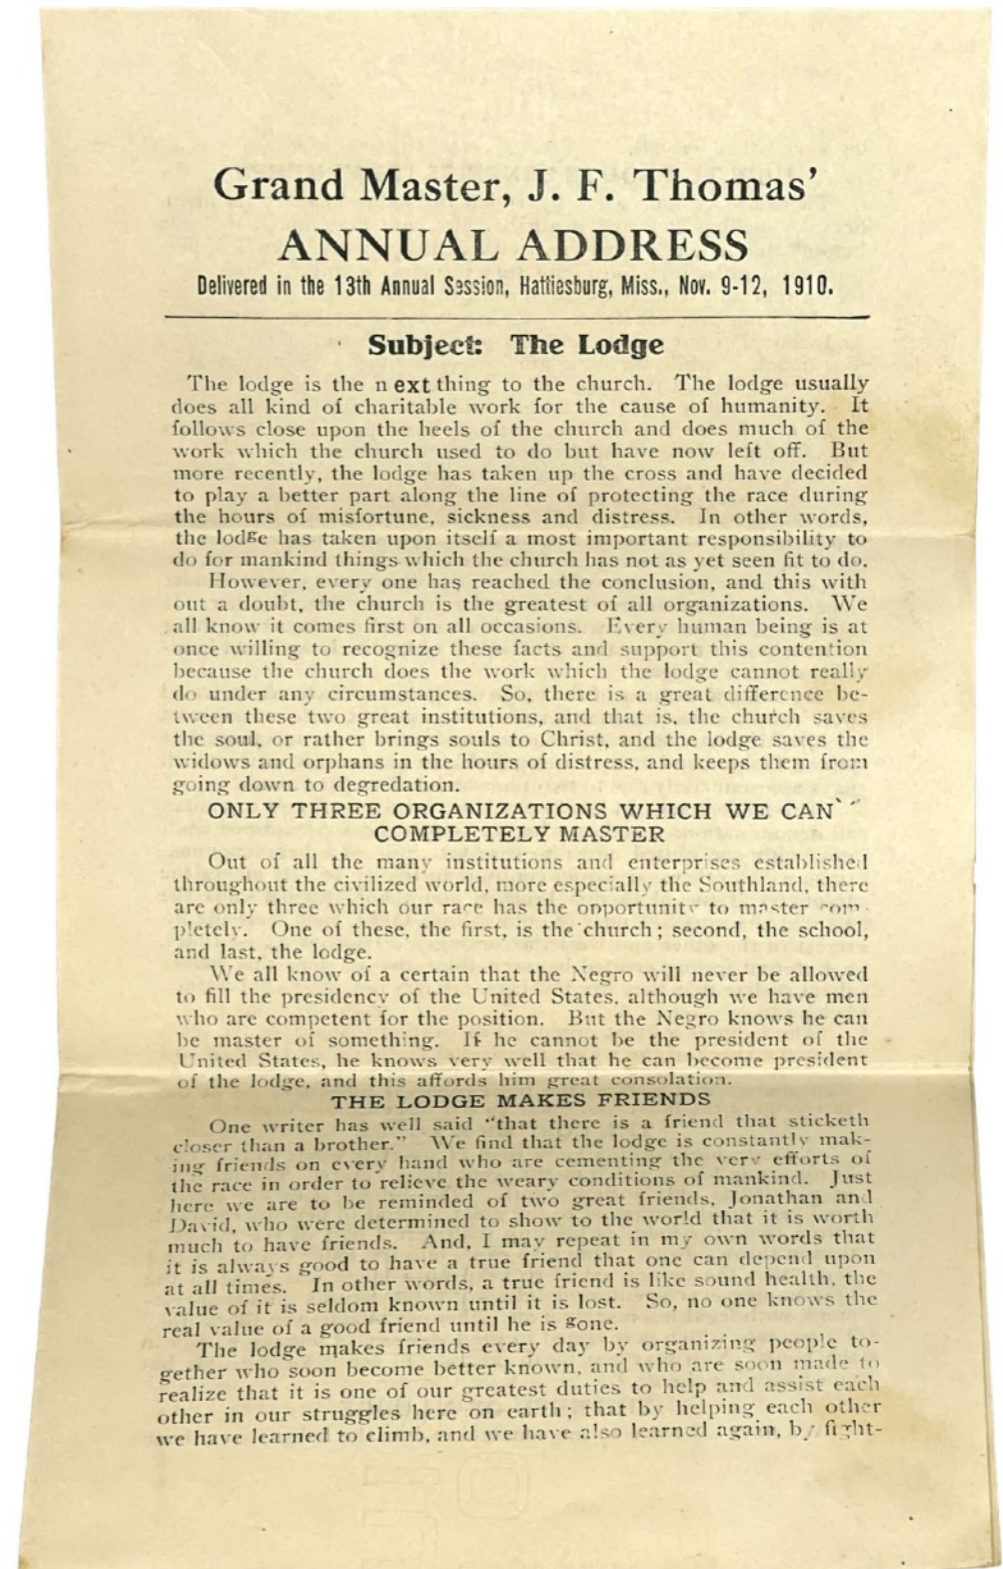 Grand Master, J. F. Thomas'
ANNUAL ADDRESS
Delivered in the 13th Annual Session, Hattiesburg, Miss., Nov. 9-12, 1910.
Subject: The Lodge
The lodge is the next thing to the church. The lodge usually
does all kind of charitable work for the cause of humanity. It
follows close upon the heels of the church and does much of the
work which the church used to do but have now left off. But
more recently, the lodge has taken up the cross and have decided
to play a better part along the line of protecting the race during
the hours of misfortune, sickness and distress. In other words,
the lodge has taken upon itself a most important responsibility to
do for mankind things which the church has not as yet seen fit to do.
However, every one has reached the conclusion, and this with
out a doubt, the church is the greatest of all organizations. We
all know it comes first on all occasions. Every human being is at
once willing to recognize these facts and support this contention
because the church does the work which the lodge cannot really
do under any circumstances. So, there is a great difference be-
tween these two great institutions, and that is, the church saves
the soul, or rather brings souls to Christ, and the lodge saves the
widows and orphans in the hours of distress, and keeps them from
going down to degredation.
ONLY THREE ORGANIZATIONS WHICH WE CAN
COMPLETELY MASTER
Out of all the many institutions and enterprises established
throughout the civilized world, more especially the Southland, there
are only three which our race has the opportunity to master com-
pletely. One of these, the first, is the church; second, the school,
and last, the lodge.
We all know of a certain that the Negro will never be allowed
to fill the presidency of the United States, although we have men
who are competent for the position. But the Negro knows he can
be master of something. If he cannot be the president of the
United States, he knows very well that he can become president
of the lodge, and this affords him great consolation.
THE LODGE MAKES FRIENDS
One writer has well said "that there is a friend that sticketh
closer than a brother." We find that the lodge is constantly mak-
ing friends on every hand who are cementing the very efforts of
the race in order to relieve the weary conditions of mankind. Just
here we are to be reminded of two great friends, Jonathan and
David, who were determined to show to the world that it is worth
much to have friends. And, I may repeat in my own words that
it is always good to have a true friend that one can depend upon
at all times. In other words, a true friend is like sound health, the
value of it is seldom known until it is lost. So, no one knows the
real value of a good friend until he is gone.
The lodge makes friends every day by organizing people to-
gether who soon become better known, and who are soon made to
realize that it is one of our greatest duties to help and assist each
other in our struggles here on earth; that by helping each other
we have learned to climb, and we have also learned again, by fight-